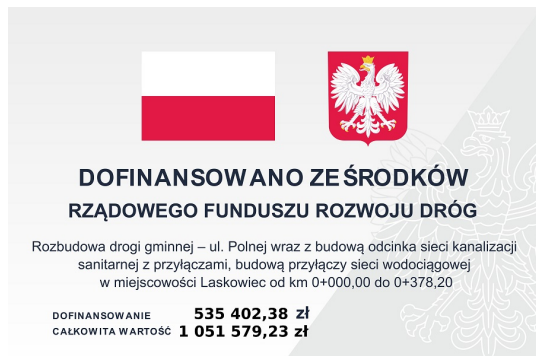 DOFINANSOWANO ZE ŚRODKÓW
RZĄDOWEGO FUNDUSZU ROZWOJU DRÓG
Rozbudowa drogi gminnej – ul. Polnej wraz z budową odcinka sieci kanalizacji
sanitarnej z przyłączami, budową przyłączy sieci wodociągowej
w miejscowości Laskowiec od km 0+000,00 do 0+378,20
DOFINANSOWANIE 535 402,38 zł
CAŁKOWITA WARTOŚĆ 1 051 579,23 zł